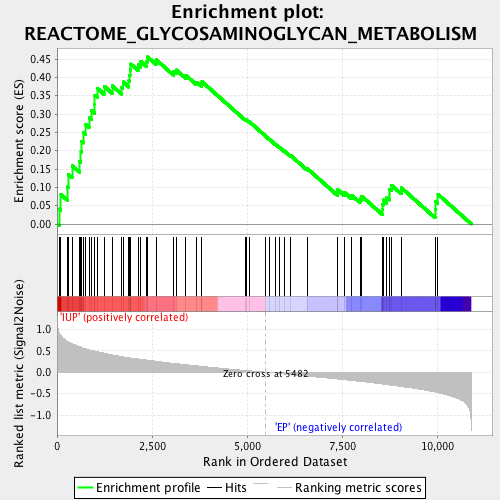 Enrichment plot:
REACTOME_GLYCOSAMINOGLYCAN_METABOLISM
Enrichment score (ES)
0.45
0.40
0.35
0.30
0.25
0.20
0.15
0.10
0.05
0.00
Ranked list metric (Signal2Noise)
1.0
0.5
0.0
-0.5
-1.0
'IUP' (positively correlated)
Zero cross at 5482
'EP' (negatively correlated)
0
2,500
5,000
7,500
10,000
Rank in Ordered Dataset
Enrichment profile
Hits
Ranking metric scores